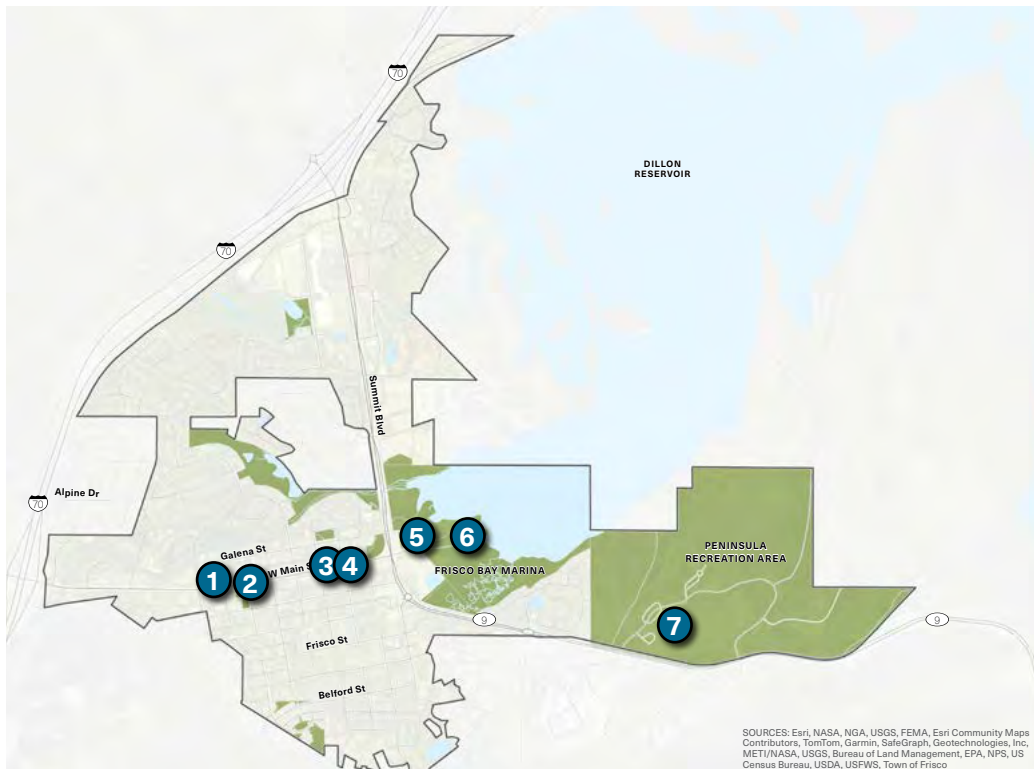 70
DILLON
RESERVOIR
70
Summit Blvd
70
Alpine Dr
Galena St
W Main S
1
2
3
4
5
6
FRISCO BAY MARINA
PENINSULA
RECREATION AREA
7
9
9
Frisco St
Belford St
SOURCES: Esri, NASA, NGA, USGS, FEMA, Esri Community Maps
Contributors, TomTom, Garmin, SafeGraph, Geotechnologies, Inc,
METI/NASA, USGS, Bureau of Land Management, EPA, NPS, US
Census Bureau, USDA, USFWS, Town of Frisco